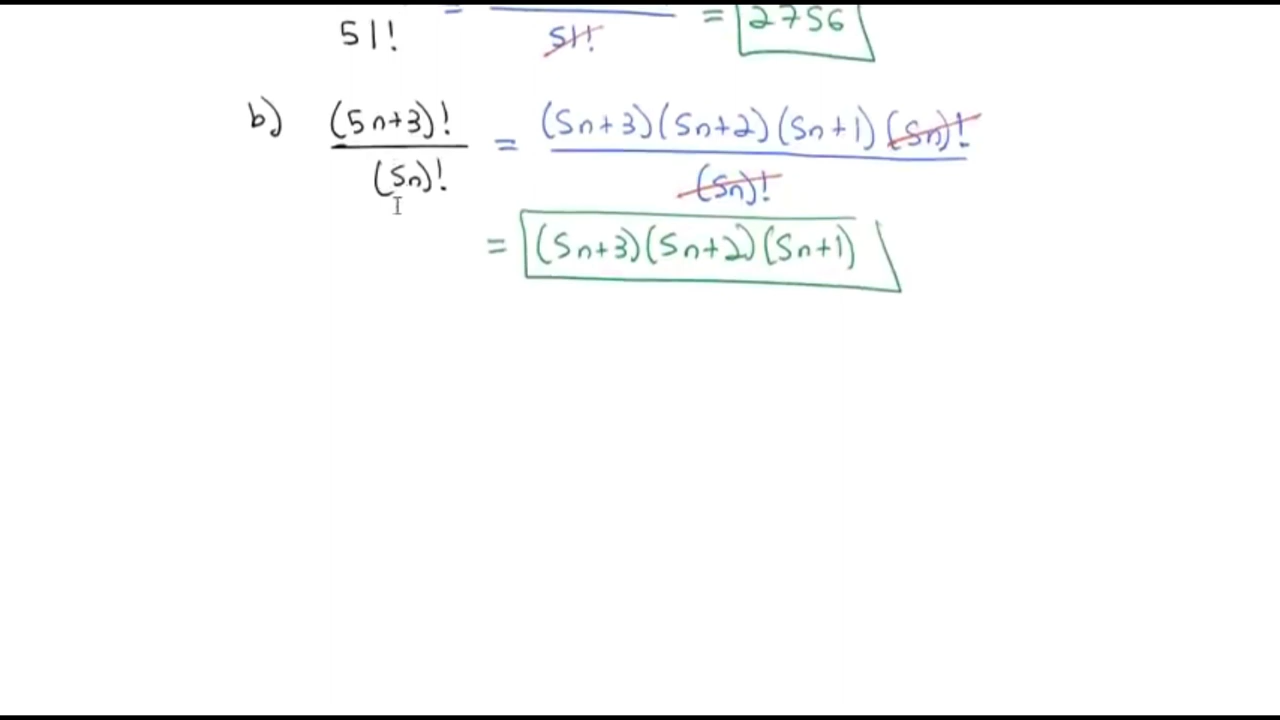 51! = 51! = 2756
b) (5n+3)! / (5n)! = (5n+3)(5n+2)(5n+1)(5n)! / (5n)!
= (5n+3)(5n+2)(5n+1)